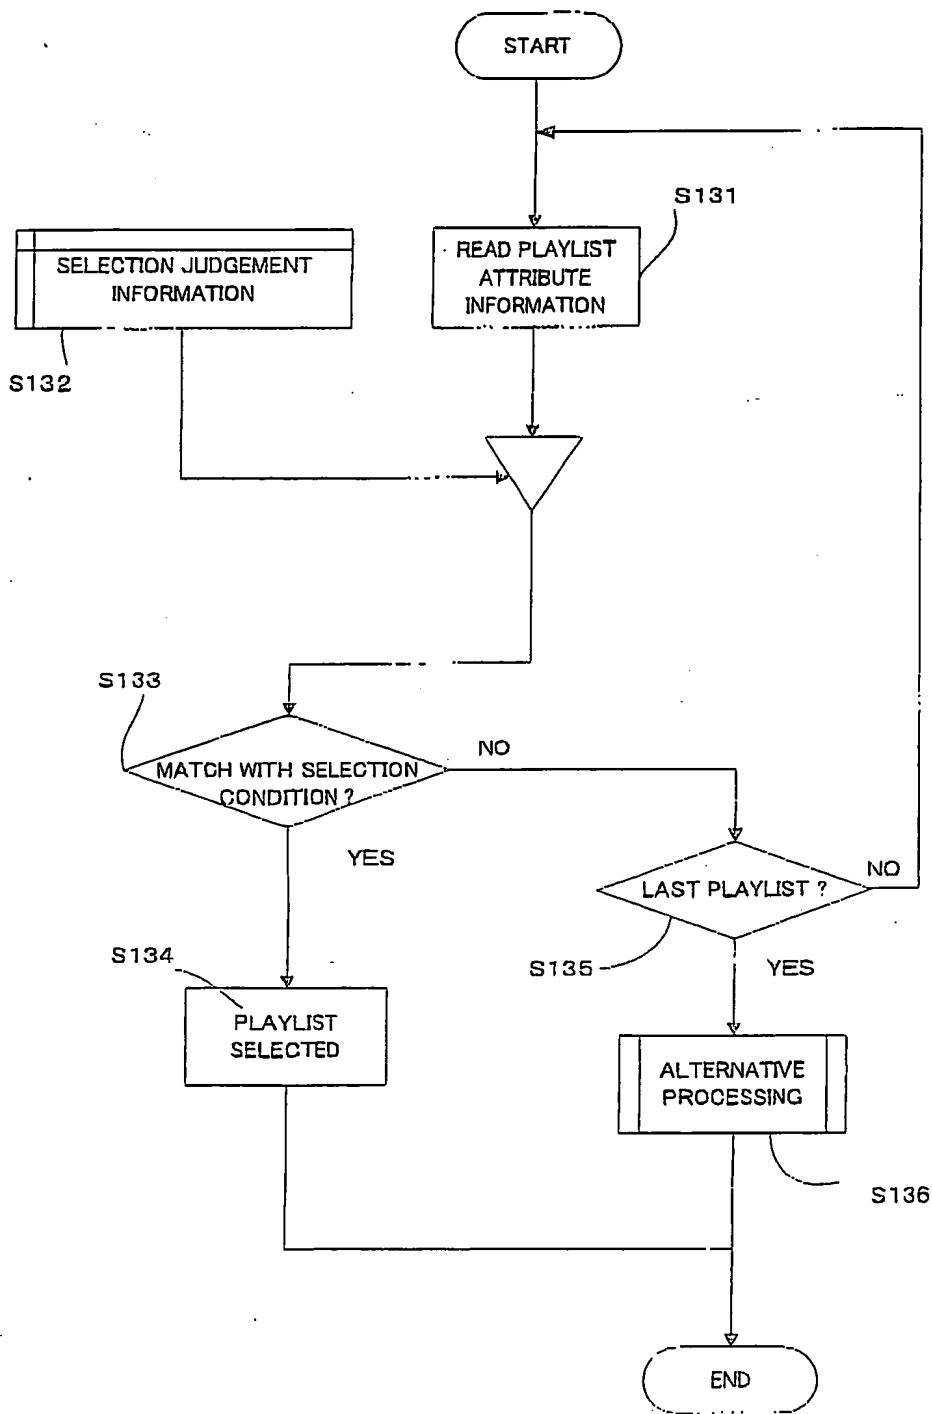 START
S131
READ PLAYLIST
ATTRIBUTE
INFORMATION
SELECTION JUDGEMENT
INFORMATION
S132
S133
MATCH WITH SELECTION
CONDITION ?
NO
YES
LAST PLAYLIST ?
NO
S135
YES
S134
PLAYLIST
SELECTED
ALTERNATIVE
PROCESSING
S136
END